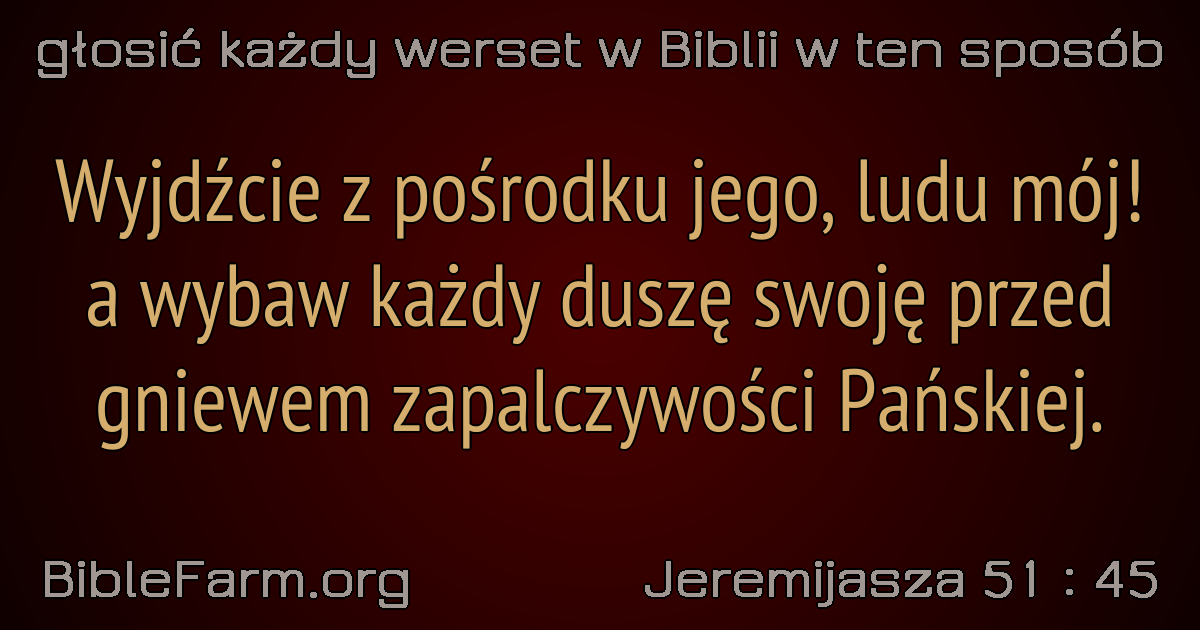 głosić każdy werset w Biblii w ten sposób
Wyjdźcie z pośrodku jego, ludu mój!
a wybaw każdy duszę swoję przed
gniewem zapalczywości Pańskiej.
BibleFarm.org
Jeremijasza 51 : 45